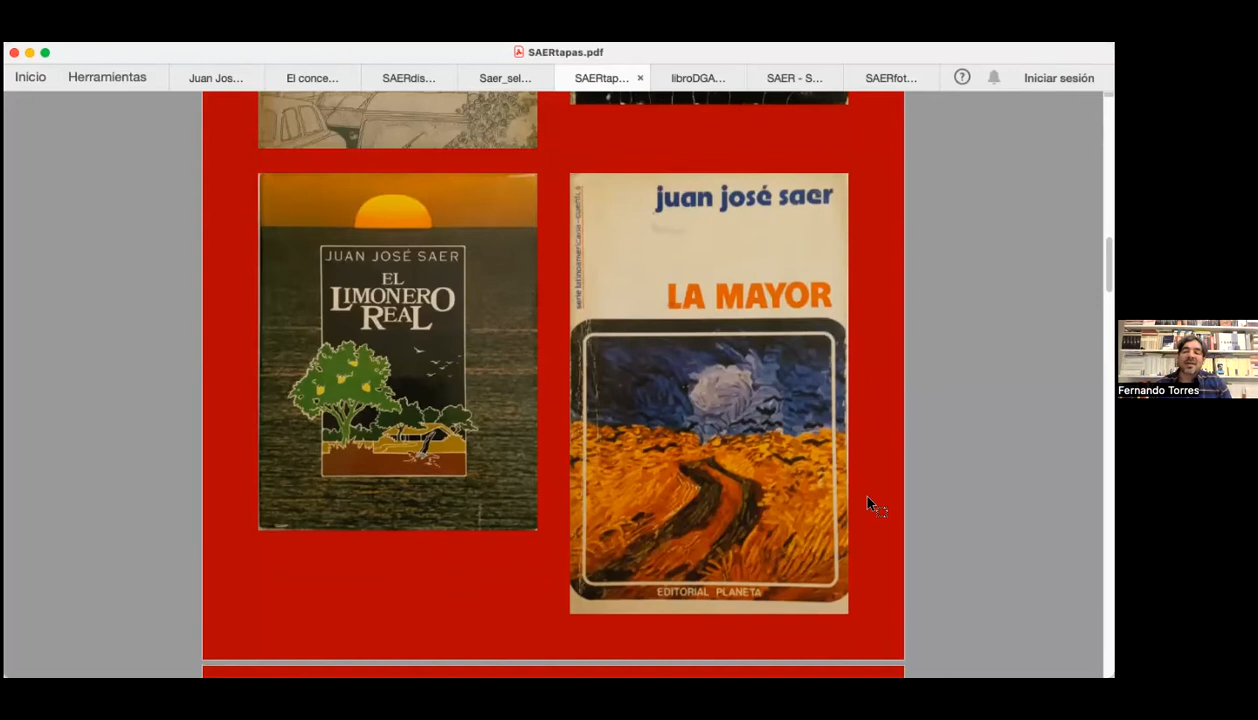 SAERtapas.pdf
Inicio
Herramientas
Juan Jos...
El conce...
SAERdis...
Saer_sel...
SAERtap...
libroDGA...
SAER - S...
SAERfot...
Iniciar sesión
JUAN JOSÉ SAER
EL
LIMONERO
REAL
juan josé saer
LA MAYOR
EDITORIAL PLANETA
Fernando Torres